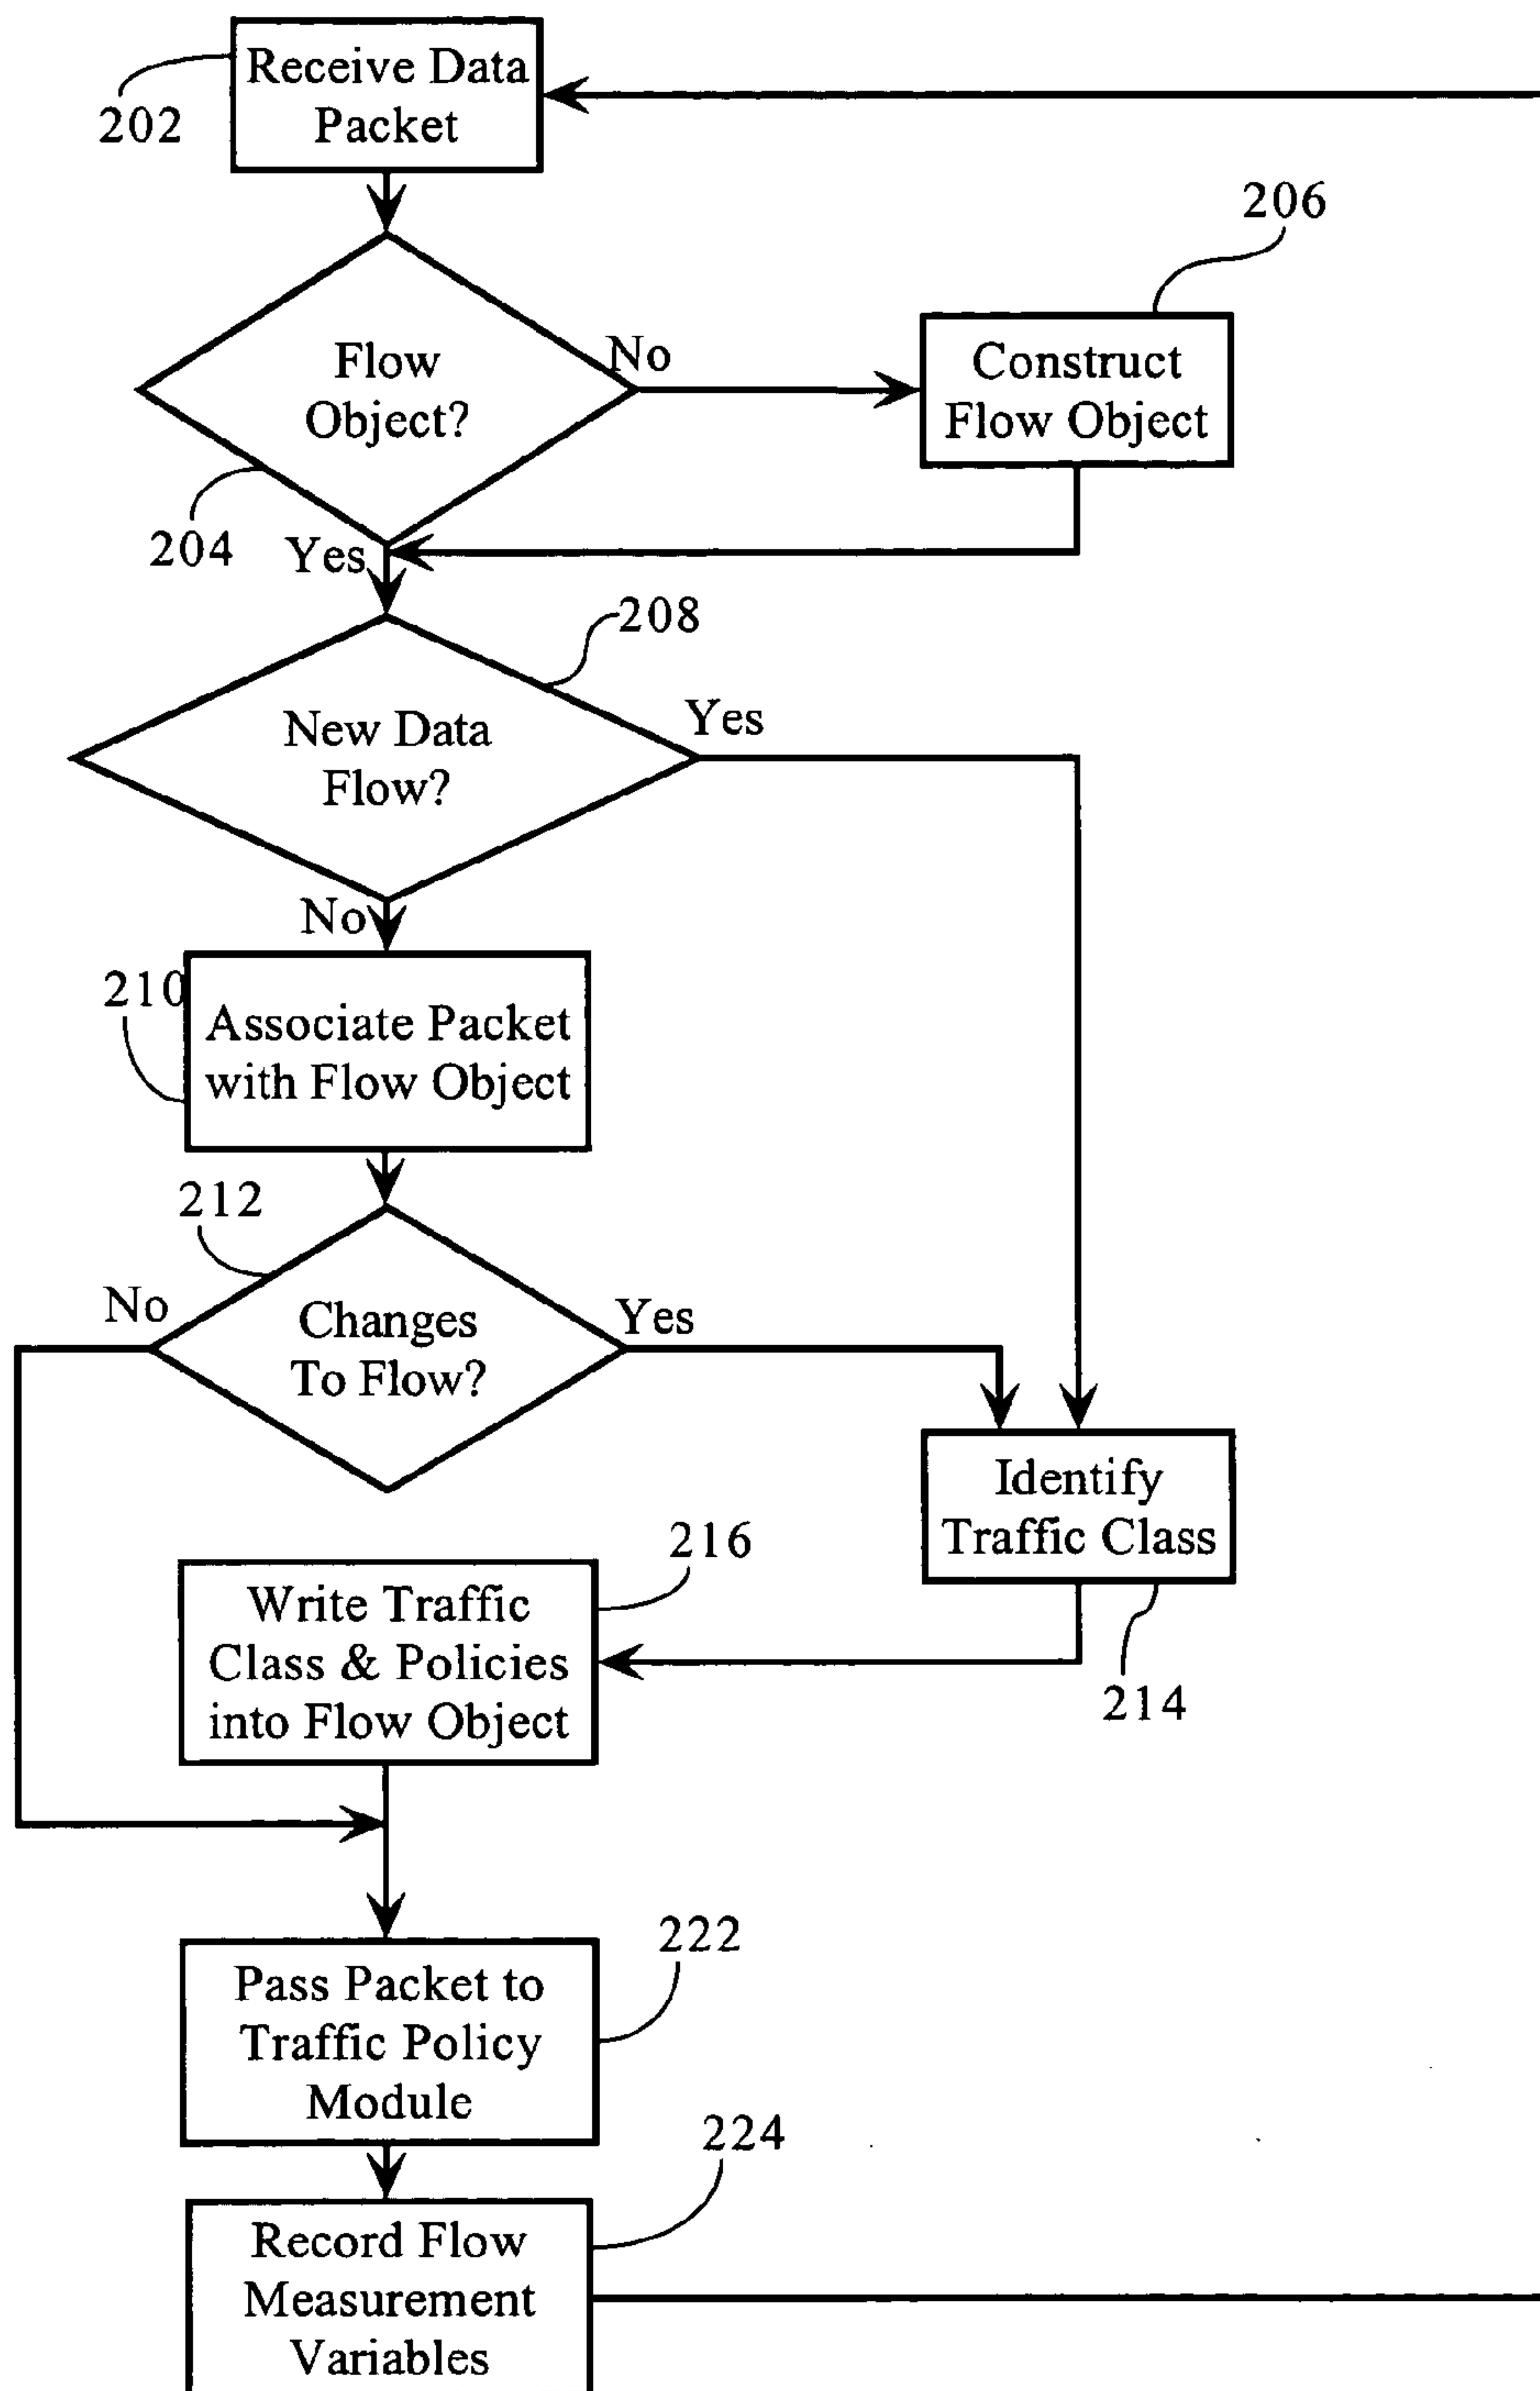 Receive Data
Packet
202
206
Flow
Object?
No
Construct
Flow Object
204
Yes
208
New Data
Flow?
Yes
No
210
Associate Packet
with Flow Object
212
No
Changes
To Flow?
Yes
Identify
Traffic Class
216
Write Traffic
Class & Policies
into Flow Object
214
222
Pass Packet to
Traffic Policy
Module
224
Record Flow
Measurement
Variables